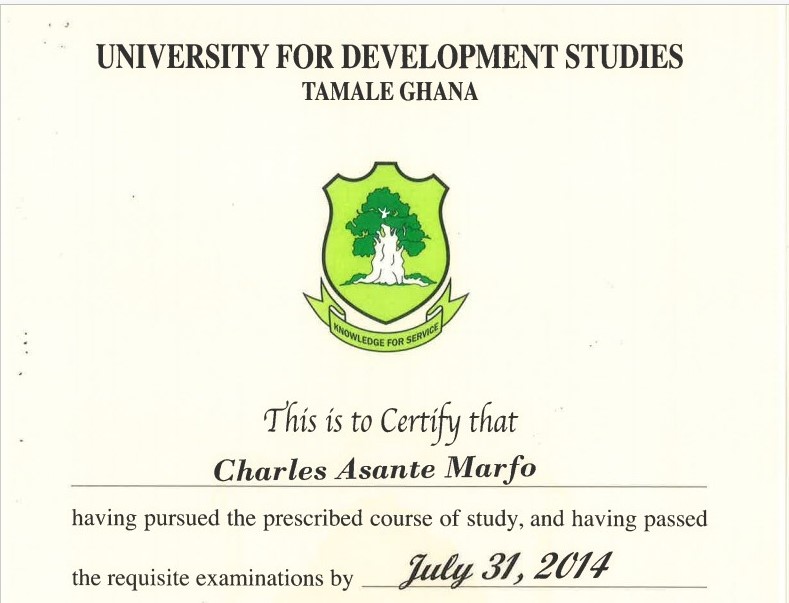 UNIVERSITY FOR DEVELOPMENT STUDIES
TAMALE GHANA
KNOWLEDGE FOR SERVICE
This is to Certify that
Charles Asante Marfo
having pursued the prescribed course of study, and having passed
the requisite examinations by July 31, 2014